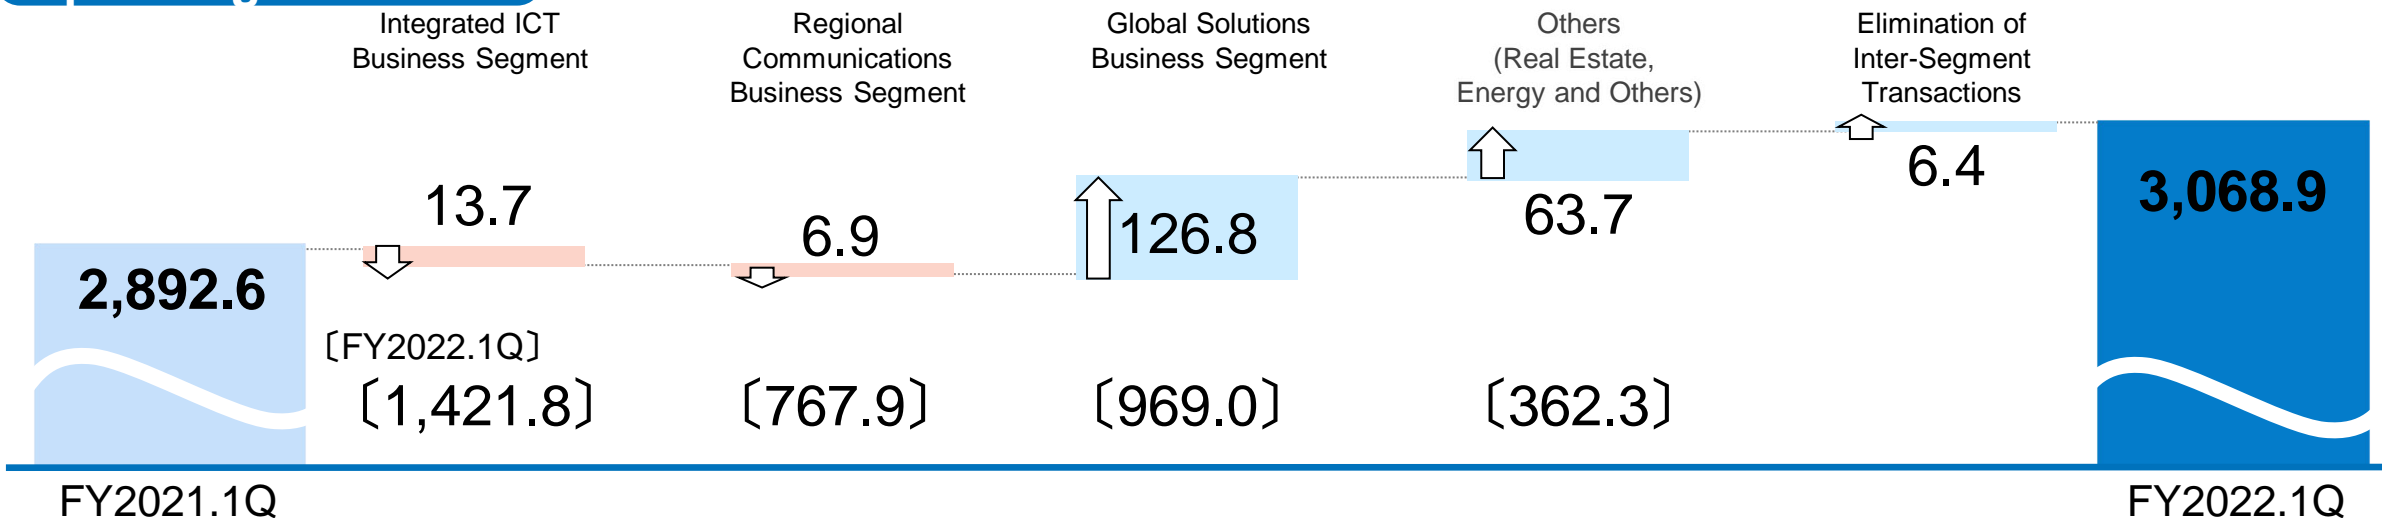 Integrated ICT
Business Segment
Regional
Communications
Business Segment
Global Solutions
Business Segment
Others
(Real Estate,
Energy and Others)
Elimination of
Inter-Segment
Transactions
2,892.6
13.7
6.9
126.8
63.7
6.4
3,068.9
〔FY2022.1Q〕
〔1,421.8〕
〔767.9〕
〔969.0〕
〔362.3〕
FY2021.1Q
FY2022.1Q